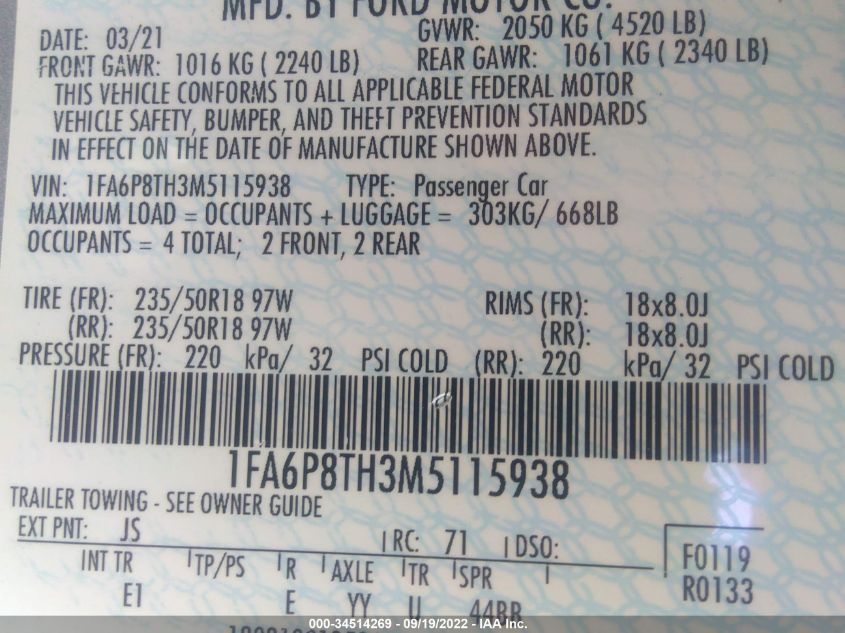 MFD. BY FORD MOTOR CO.
DATE: 03/21 GVWR: 2050 KG ( 4520 LB)
FRONT GAWR: 1016 KG ( 2240 LB) REAR GAWR: 1061 KG ( 2340 LB)
THIS VEHICLE CONFORMS TO ALL APPLICABLE FEDERAL MOTOR
VEHICLE SAFETY, BUMPER, AND THEFT PREVENTION STANDARDS
IN EFFECT ON THE DATE OF MANUFACTURE SHOWN ABOVE.
VIN: 1FA6P8TH3M5115938 TYPE: Passenger Car
MAXIMUM LOAD = OCCUPANTS + LUGGAGE = 303KG/ 668LB
OCCUPANTS = 4 TOTAL; 2 FRONT, 2 REAR
TIRE (FR): 235/50R18 97W RIMS (FR): 18x8.0J
(RR): 235/50R18 97W (RR): 18x8.0J
PRESSURE (FR): 220 kPa/ 32 PSI COLD (RR): 220 kPa/ 32 PSI COLD
1FA6P8TH3M5115938
TRAILER TOWING - SEE OWNER GUIDE
EXT PNT: JS RC: 71 DSO:
INT TR TP/PS R AXLE TR SPR F0119
E1 E YY U 44BB R0133
000-34514269 - 09/19/2022 - IAA Inc.